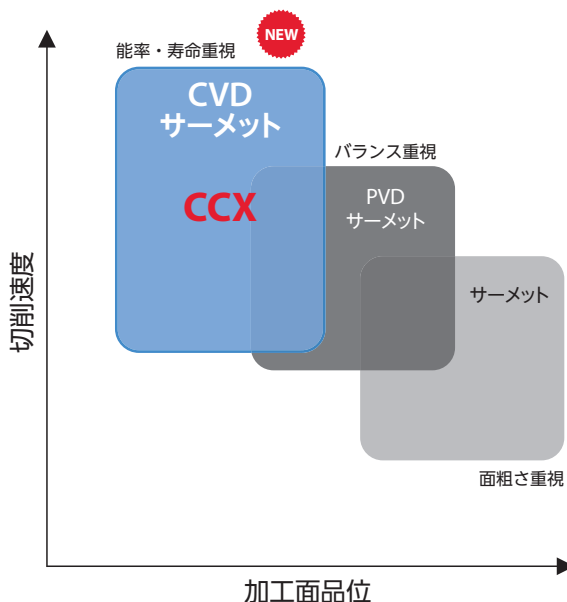 NEW
能率・寿命重視
CVD
サーメット
CCX
バランス重視
PVD
サーメット
サーメット
面粗さ重視
切削速度
加工面品位